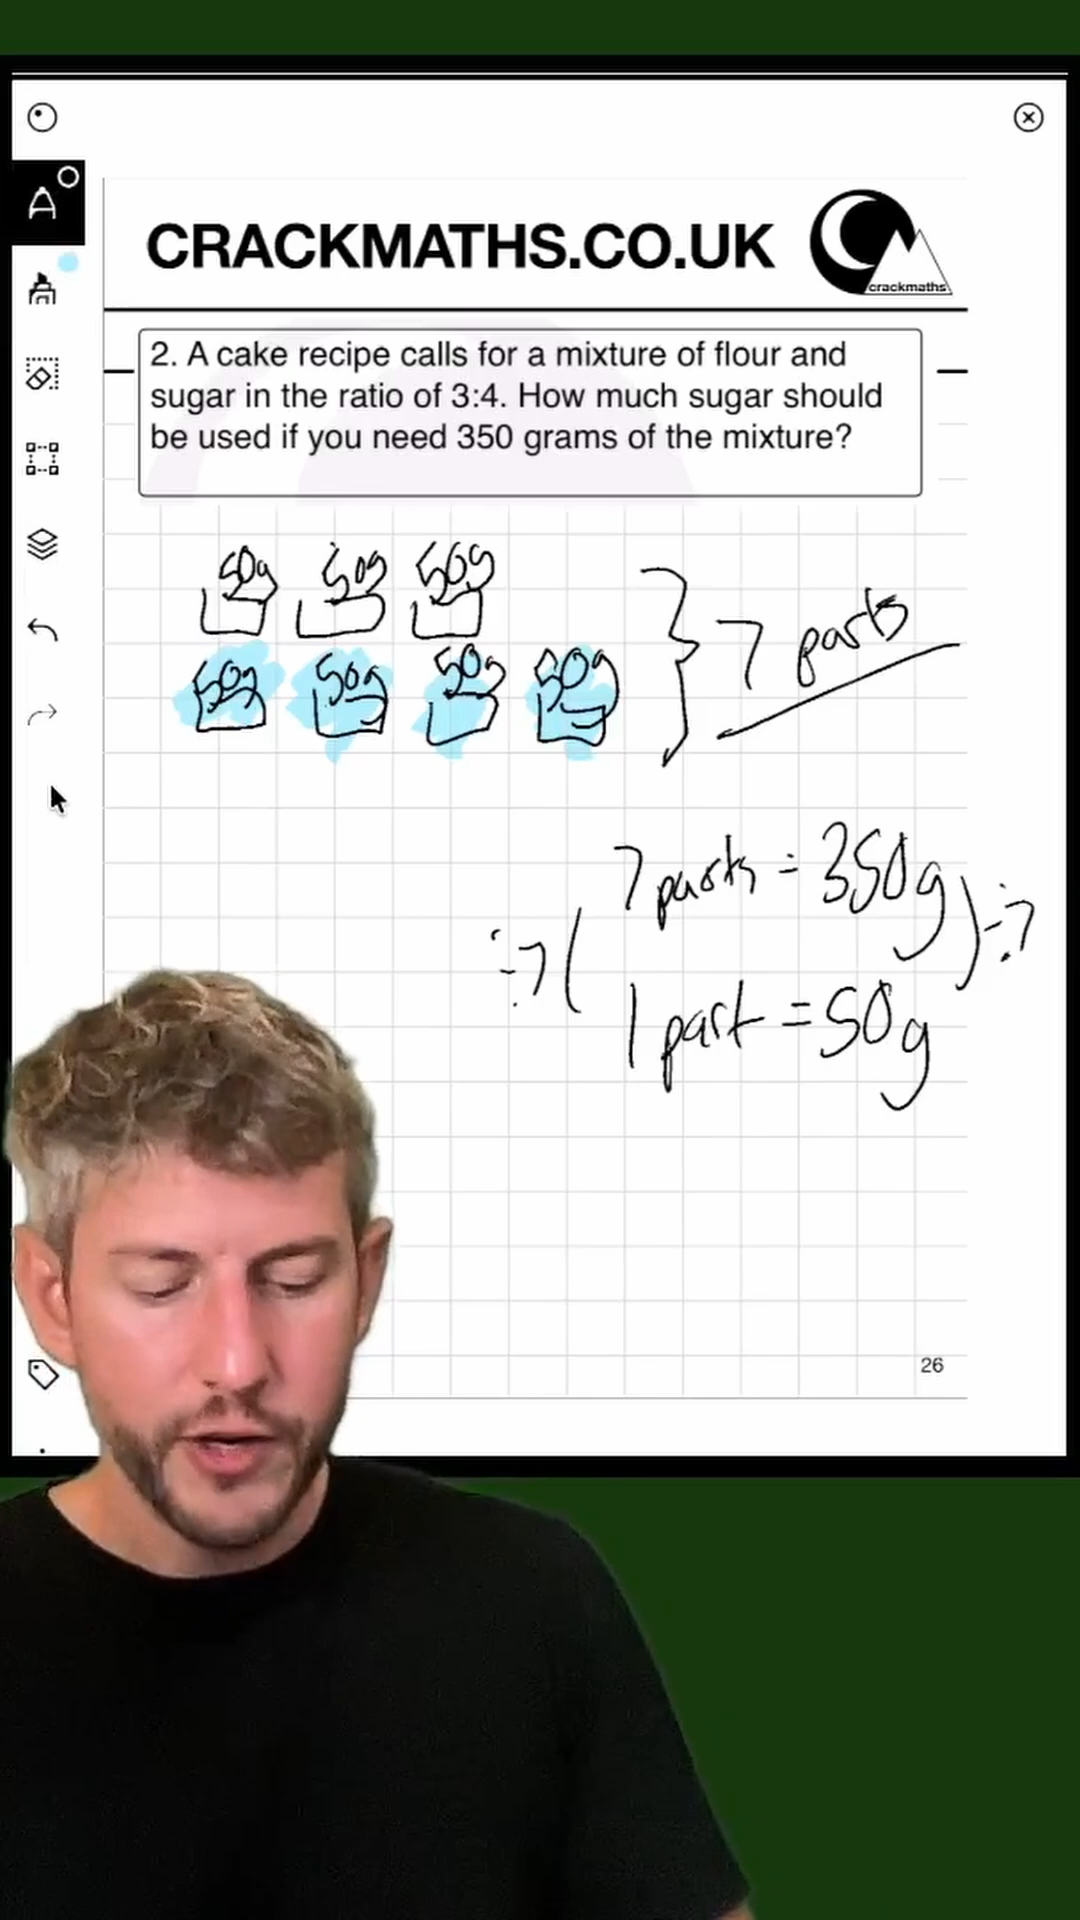 CRACKMATHS.CO.UK
crackmaths
2. A cake recipe calls for a mixture of flour and
sugar in the ratio of 3:4. How much sugar should
be used if you need 350 grams of the mixture?
50g 50g 50g
50g 50g 50g 50g
7 parts
7 parts = 350g
÷7 ÷7
1 part = 50g
26